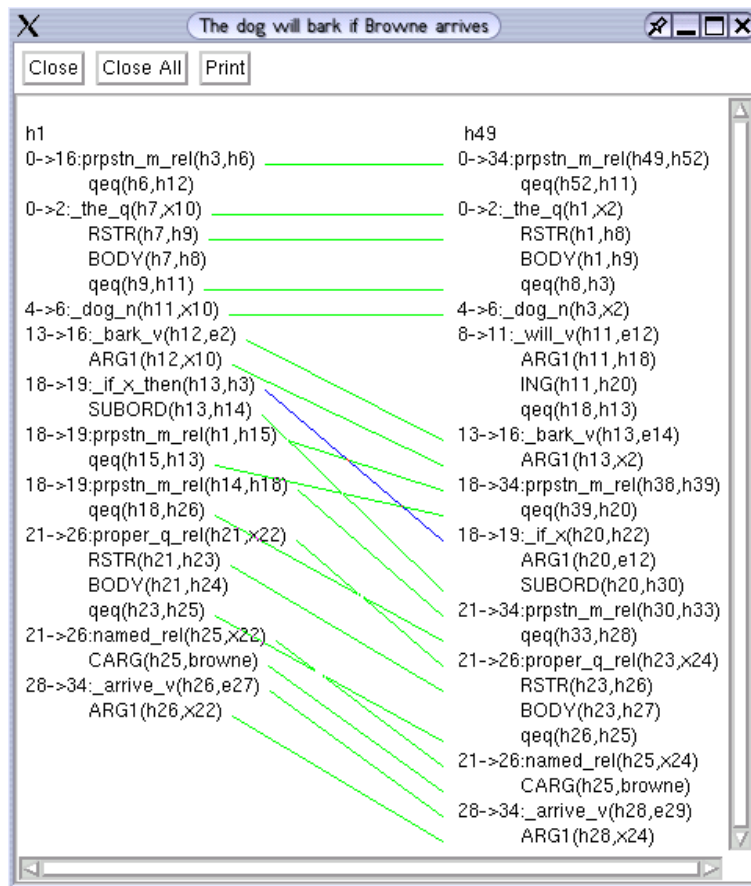 The dog will bark if Browne arrives
Close Close All Print
h1
0->16:prpstn_m_rel(h3,h6)
qeq(h6,h12)
0->2:_the_q(h7,x10)
RSTR(h7,h9)
BODY(h7,h8)
qeq(h9,h11)
4->6:_dog_n(h11,x10)
13->16:_bark_v(h12,e2)
ARG1(h12,x10)
18->19:_if_x_then(h13,h3)
SUBORD(h13,h14)
18->19:prpstn_m_rel(h1,h15)
qeq(h15,h13)
18->19:prpstn_m_rel(h14,h18)
qeq(h18,h26)
21->26:proper_q_rel(h21,x22)
RSTR(h21,h23)
BODY(h21,h24)
qeq(h23,h25)
21->26:named_rel(h25,x22)
CARG(h25,browne)
28->34:_arrive_v(h26,e27)
ARG1(h26,x22)
h49
0->34:prpstn_m_rel(h49,h52)
qeq(h52,h11)
0->2:_the_q(h1,x2)
RSTR(h1,h8)
BODY(h1,h9)
qeq(h8,h3)
4->6:_dog_n(h3,x2)
8->11:_will_v(h11,e12)
ARG1(h11,h18)
ING(h11,h20)
qeq(h18,h13)
13->16:_bark_v(h13,e14)
ARG1(h13,x2)
18->34:prpstn_m_rel(h38,h39)
qeq(h39,h20)
18->19:_if_x(h20,h22)
ARG1(h20,e12)
SUBORD(h20,h30)
21->34:prpstn_m_rel(h30,h33)
qeq(h33,h28)
21->26:proper_q_rel(h23,x24)
RSTR(h23,h26)
BODY(h23,h27)
qeq(h26,h25)
21->26:named_rel(h25,x24)
CARG(h25,browne)
28->34:_arrive_v(h28,e29)
ARG1(h28,x24)